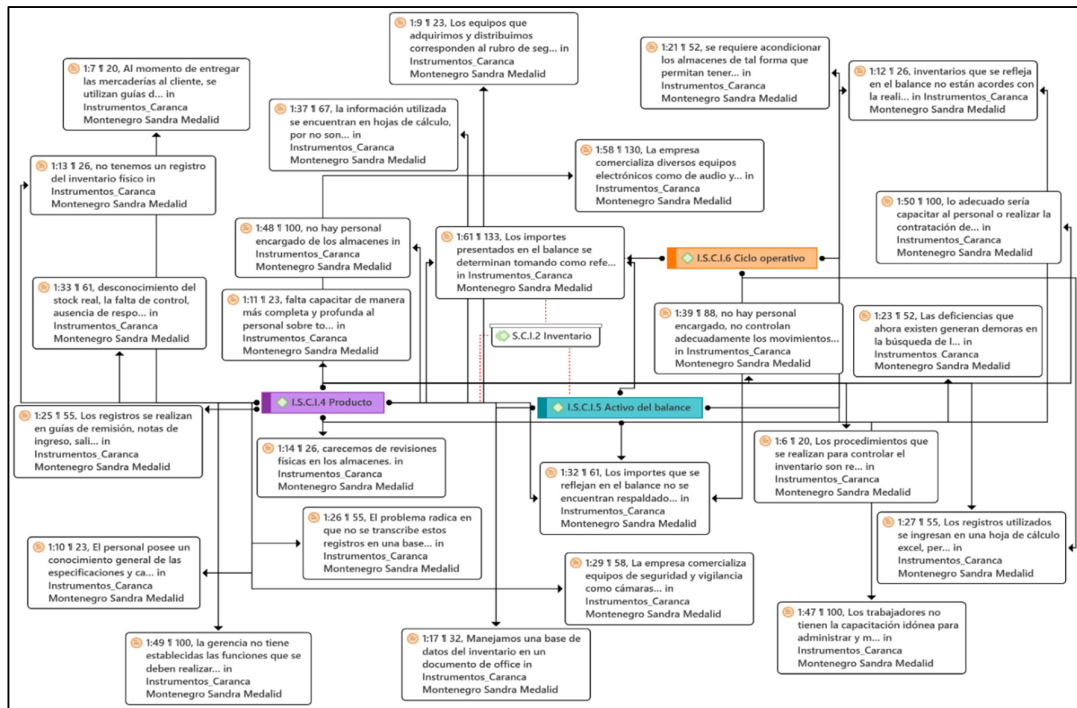 1:9 ¶ 23, Los equipos que
adquirimos y distribuimos
corresponden al rubro de seg... in
Instrumentos_Caranca
Montenegro Sandra Medalid
1:21 ¶ 52, se requiere acondicionar
los almacenes de tal forma que
permitan tener... in
Instrumentos_Caranca
Montenegro Sandra Medalid
1:7 ¶ 20, Al momento de entregar
las mercaderías al cliente, se
utilizan guías d... in
Instrumentos_Caranca
Montenegro Sandra Medalid
1:12 ¶ 26, inventarios que se refleja
en el balance no están acordes con
la reali... in Instrumentos_Caranca
Montenegro Sandra Medalid
1:37 ¶ 67, la información utilizada
se encuentran en hojas de cálculo,
por no son... in
Instrumentos_Caranca
Montenegro Sandra Medalid
1:58 ¶ 130, La empresa
comercializa diversos equipos
electrónicos como de audio y...
in
Instrumentos_Caranca
Montenegro Sandra Medalid
1:13 ¶ 26, no tenemos un registro
del inventario físico in
Instrumentos_Caranca
Montenegro Sandra Medalid
1:50 ¶ 100, lo adecuado sería
capacitar al personal o realizar la
contratación de... in
Instrumentos_Caranca
Montenegro Sandra Medalid
1:48 ¶ 100, no hay personal
encargado de los almacenes in
Instrumentos_Caranca
Montenegro Sandra Medalid
1:61 ¶ 133, Los importes
presentados en el balance se
determinan tomando como refe...
in Instrumentos_Caranca
Montenegro Sandra Medalid
I.S.C.I.6 Ciclo operativo
1:33 ¶ 61, desconocimiento del
stock real, la falta de control,
ausencia de respo... in
Instrumentos_Caranca
Montenegro Sandra Medalid
1:11 ¶ 23, falta capacitar de manera
más completa y profunda al
personal sobre to... in
Instrumentos_Caranca
Montenegro Sandra Medalid
S.C.I.2 Inventario
1:39 ¶ 88, no hay personal
encargado, no controlan
adecuadamente los movimientos...
in Instrumentos_Caranca
Montenegro Sandra Medalid
1:23 ¶ 52, Las deficiencias que
ahora existen generan demoras en
la búsqueda de l... in
Instrumentos_Caranca
Montenegro Sandra Medalid
I.S.C.I.4 Producto
I.S.C.I.5 Activo del balance
1:25 ¶ 55, Los registros se realizan
en guías de remisión, notas de
ingreso, sali... in
Instrumentos_Caranca
Montenegro Sandra Medalid
1:14 ¶ 26, carecemos de revisiones
físicas en los almacenes. in
Instrumentos_Caranca
Montenegro Sandra Medalid
1:6 ¶ 20, Los procedimientos que
se realizan para controlar el
inventario son re... in
Instrumentos_Caranca
Montenegro Sandra Medalid
1:32 ¶ 61, Los importes que se
reflejan en el balance no se
encuentran respaldado... in
Instrumentos_Caranca
Montenegro Sandra Medalid
1:26 ¶ 55, El problema radica en
que no se transcribe estos
registros en una base... in
Instrumentos_Caranca
Montenegro Sandra Medalid
1:27 ¶ 55, Los registros utilizados
se ingresan en una hoja de cálculo
excel, per... in
Instrumentos_Caranca
Montenegro Sandra Medalid
1:10 ¶ 23, El personal posee un
conocimiento general de las
especificaciones y ca... in
Instrumentos_Caranca
Montenegro Sandra Medalid
1:29 ¶ 58, La empresa comercializa
equipos de seguridad y vigilancia
como cámaras... in
Instrumentos_Caranca
Montenegro Sandra Medalid
1:47 ¶ 100, Los trabajadores no
tienen la capacitación idónea para
administrar y m... in
Instrumentos_Caranca
Montenegro Sandra Medalid
1:49 ¶ 100, la gerencia no tiene
establecidas las funciones que se
deben realizar... in
Instrumentos_Caranca
Montenegro Sandra Medalid
1:17 ¶ 32, Manejamos una base de
datos del inventario en un
documento de office in
Instrumentos_Caranca
Montenegro Sandra Medalid